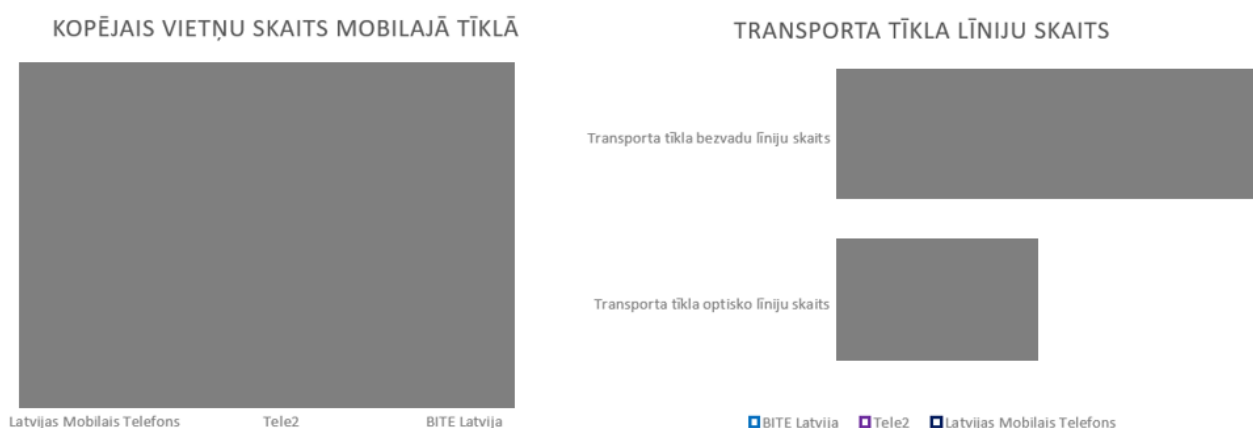 KOPĒJAIS VIETŅU SKAITS MOBILAJĀ TĪKLĀ
Latvijas Mobilais Telefons
Tele2
BITE Latvija
TRANSPORTA TĪKLA LĪNIJU SKAITS
Transporta tīkla bezvadu līniju skaits
Transporta tīkla optisko līniju skaits
BITE Latvija
Tele2
Latvijas Mobilais Telefons